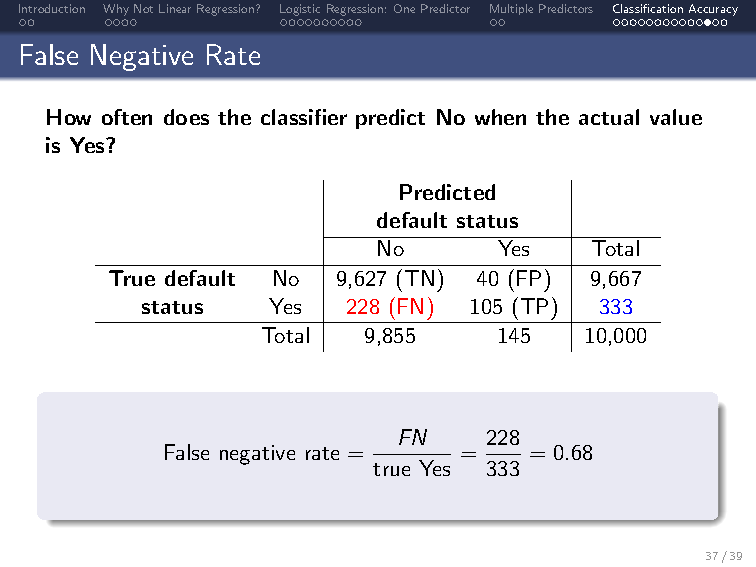 Introduction Why Not Linear Regression? Logistic Regression: One Predictor Multiple Predictors Classification Accuracy
False Negative Rate
How often does the classifier predict No when the actual value
is Yes?
Predicted
default status
No Yes Total
True default No 9,627 (TN) 40 (FP) 9,667
status Yes 228 (FN) 105 (TP) 333
Total 9,855 145 10,000
False negative rate = FN / true Yes = 228 / 333 = 0.68
37 / 39